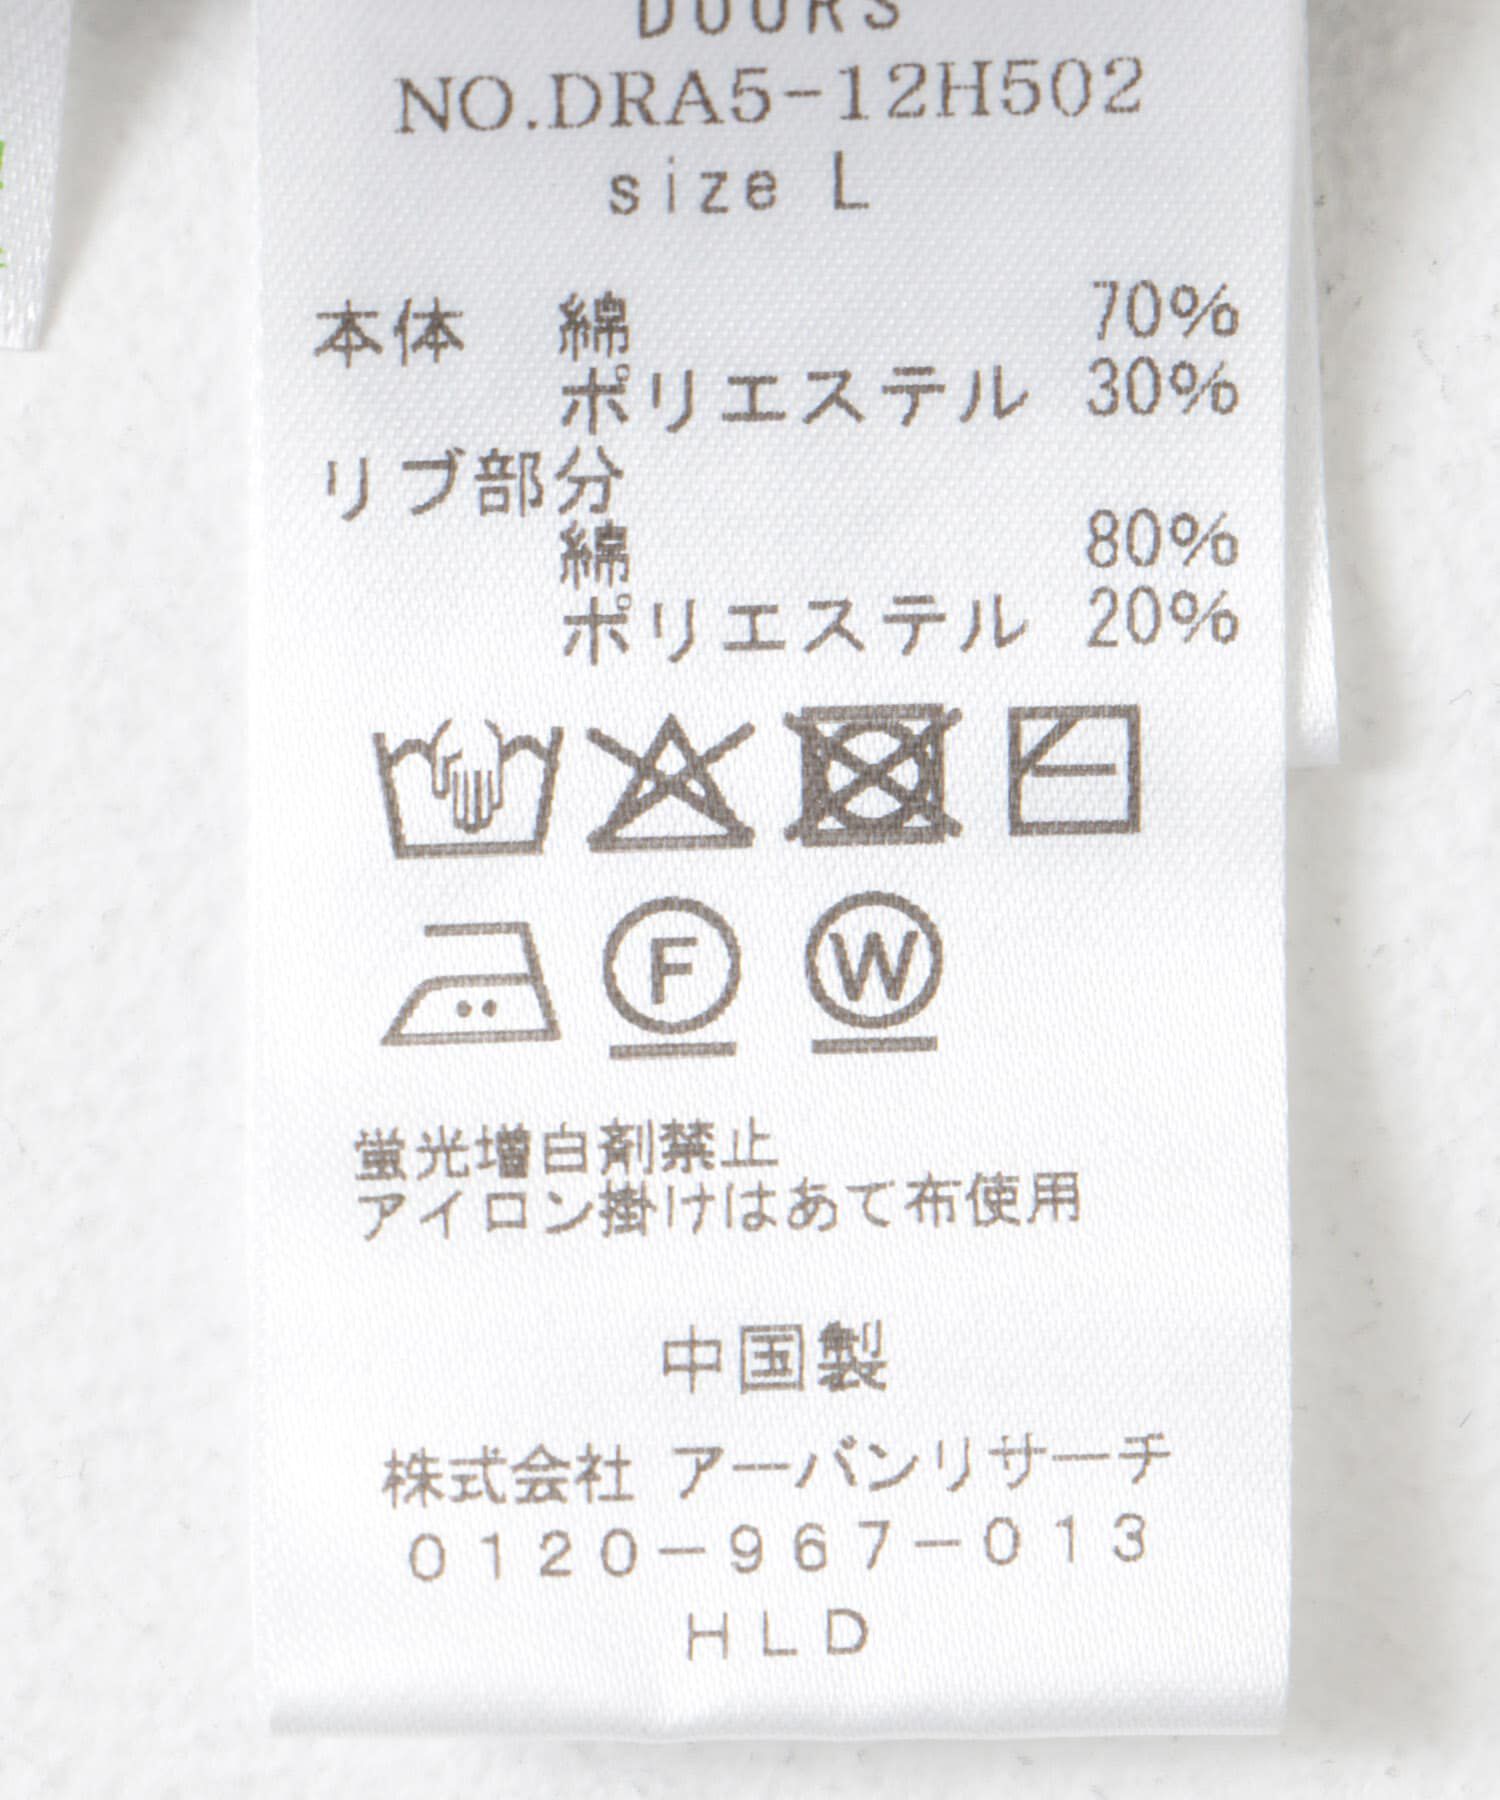 DOORS
NO.DRA5-12H502
size L
本体 綿 70%
ポリエステル 30%
リブ部分
綿 80%
ポリエステル 20%
F W
蛍光増白剤禁止
アイロン掛けはあて布使用
中国製
株式会社 アーバンリサーチ
0120-967-013
HLD